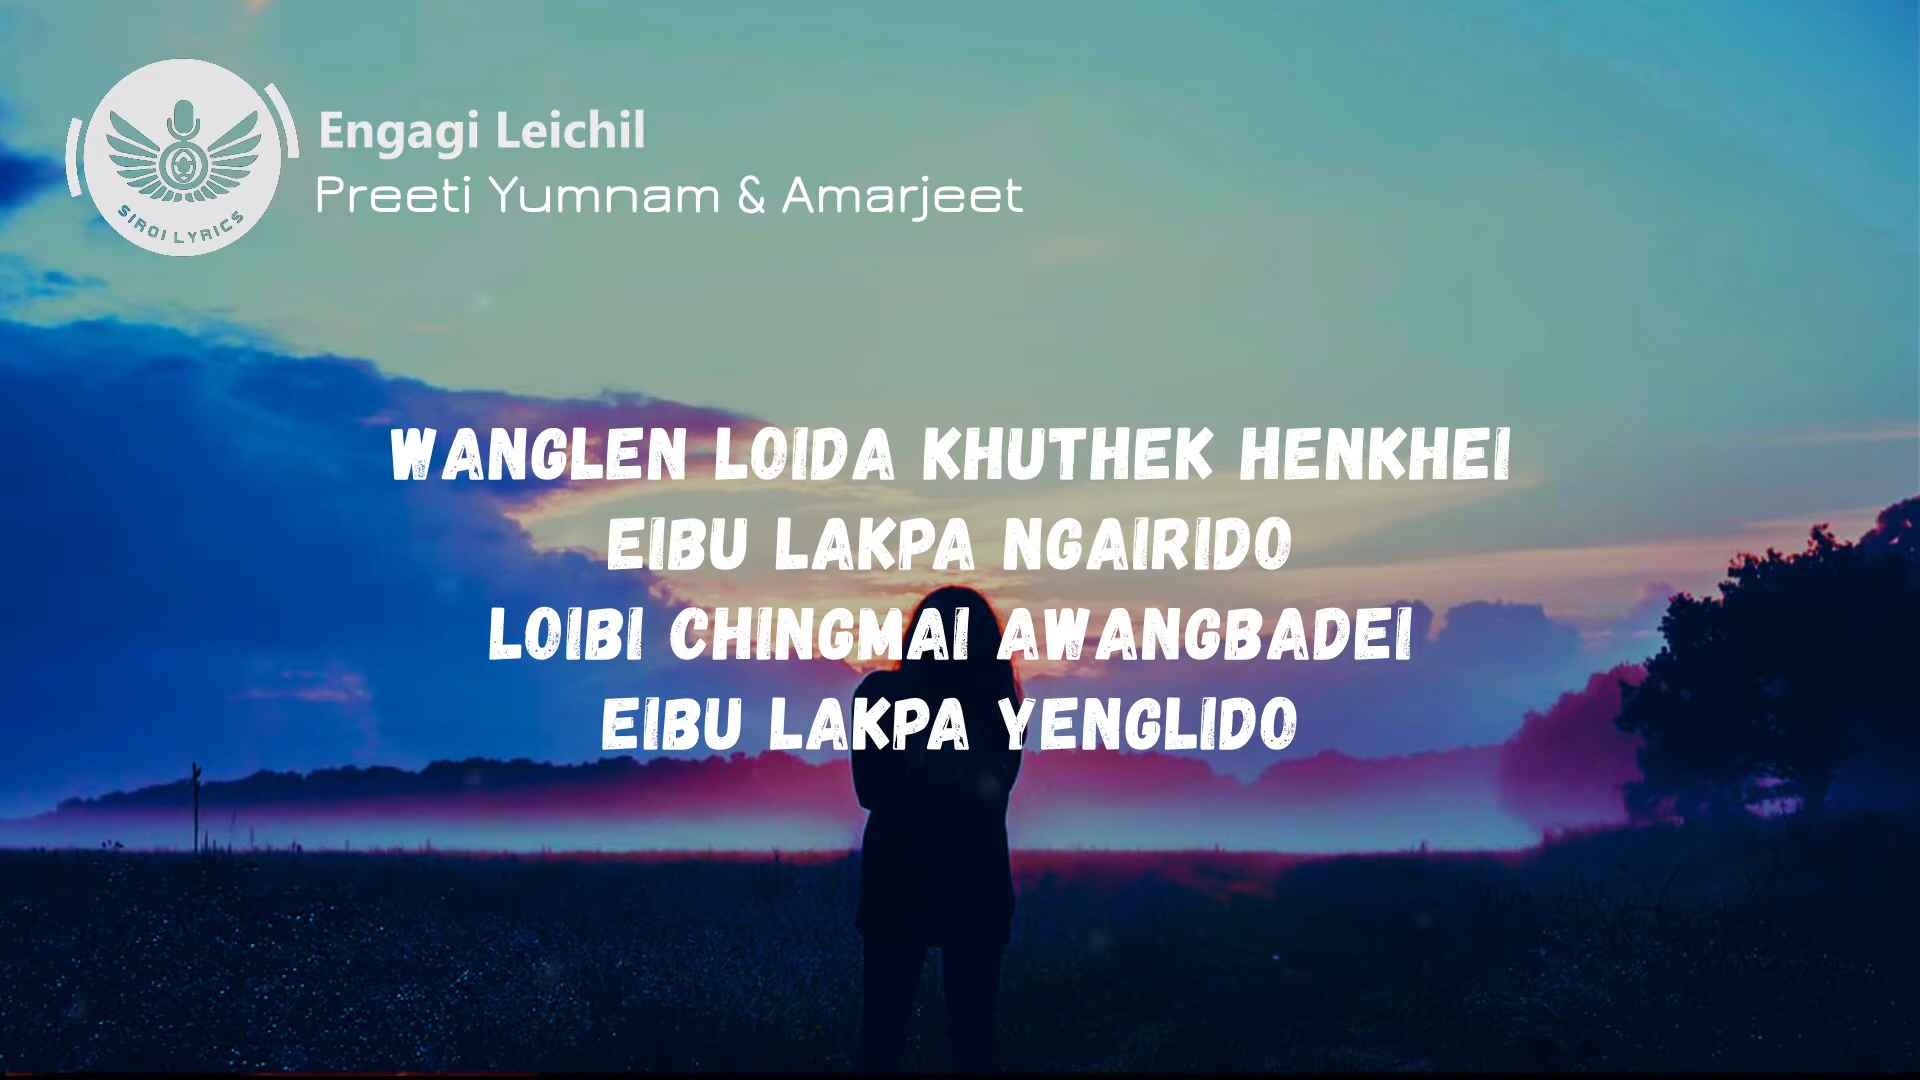 SIROI LYRICS
Engagi Leichil
Preeti Yumnam & Amarjeet
WANGLEN LOIDA KHUTHEK HENKHEI
EIBU LAKPA NGAIRIDO
LOIBI CHINGMAI AWANGBADEI
EIBU LAKPA YENGLIDO